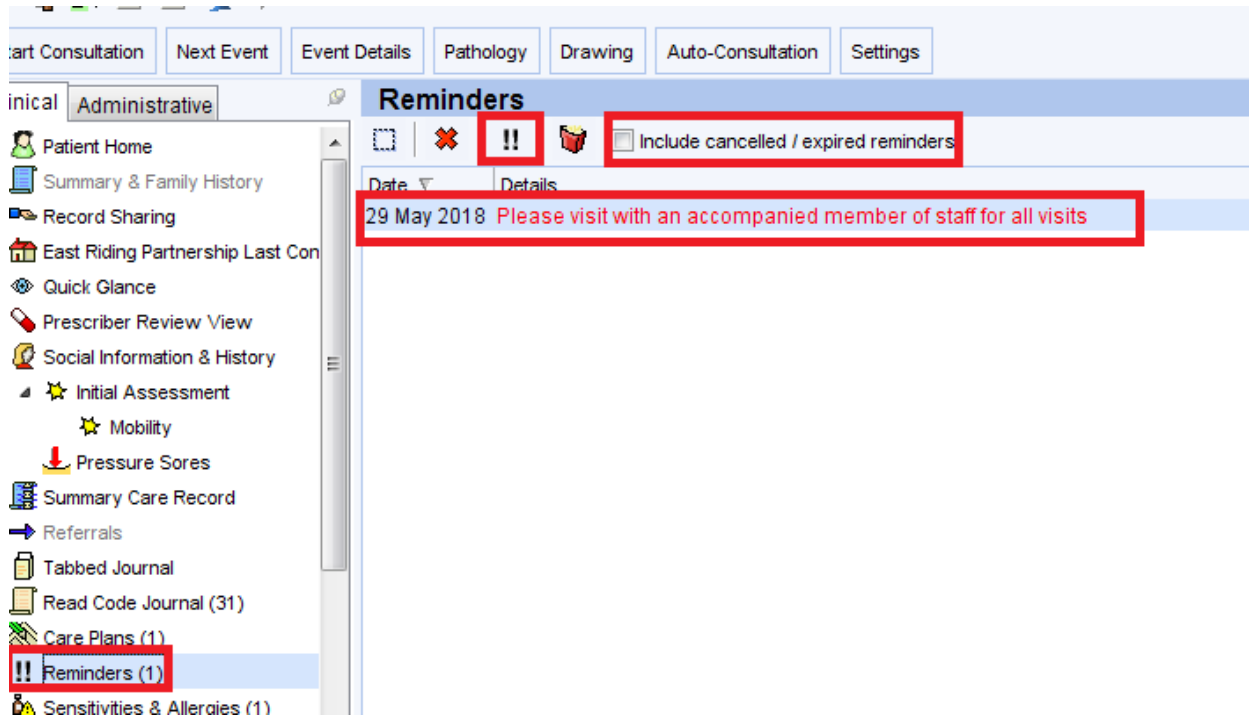 tart Consultation Next Event Event Details Pathology Drawing Auto-Consultation Settings
inical Administrative
Patient Home
Summary & Family History
Record Sharing
East Riding Partnership Last Con
Quick Glance
Prescriber Review View
Social Information & History
Initial Assessment
Mobility
Pressure Sores
Summary Care Record
Referrals
Tabbed Journal
Read Code Journal (31)
Care Plans (1)
!! Reminders (1)
Sensitivities & Allergies (1)
Reminders
!! Include cancelled / expired reminders
Date Details
29 May 2018 Please visit with an accompanied member of staff for all visits